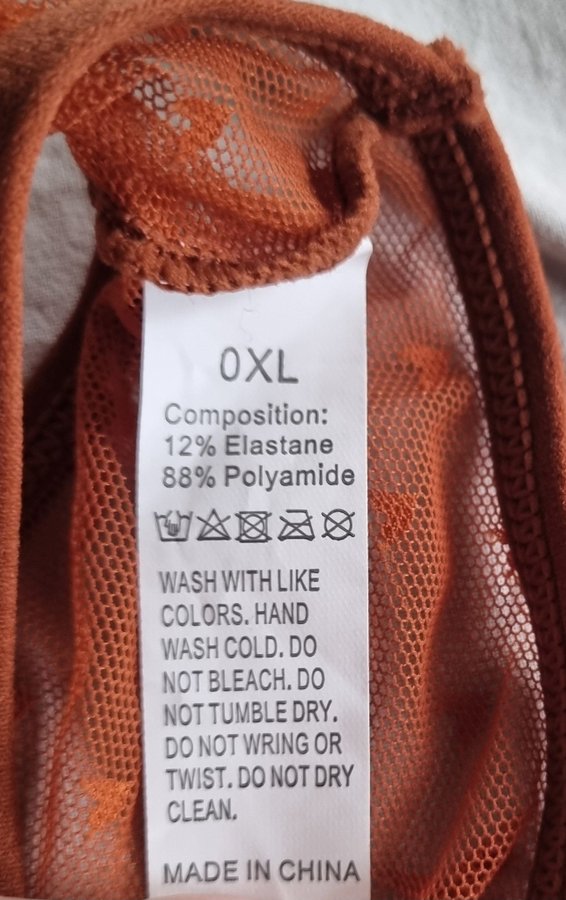 0XL
Composition:
12% Elastane
88% Polyamide
WASH WITH LIKE
COLORS. HAND
WASH COLD. DO
NOT BLEACH. DO
NOT TUMBLE DRY.
DO NOT WRING OR
TWIST. DO NOT DRY
CLEAN.
MADE IN CHINA